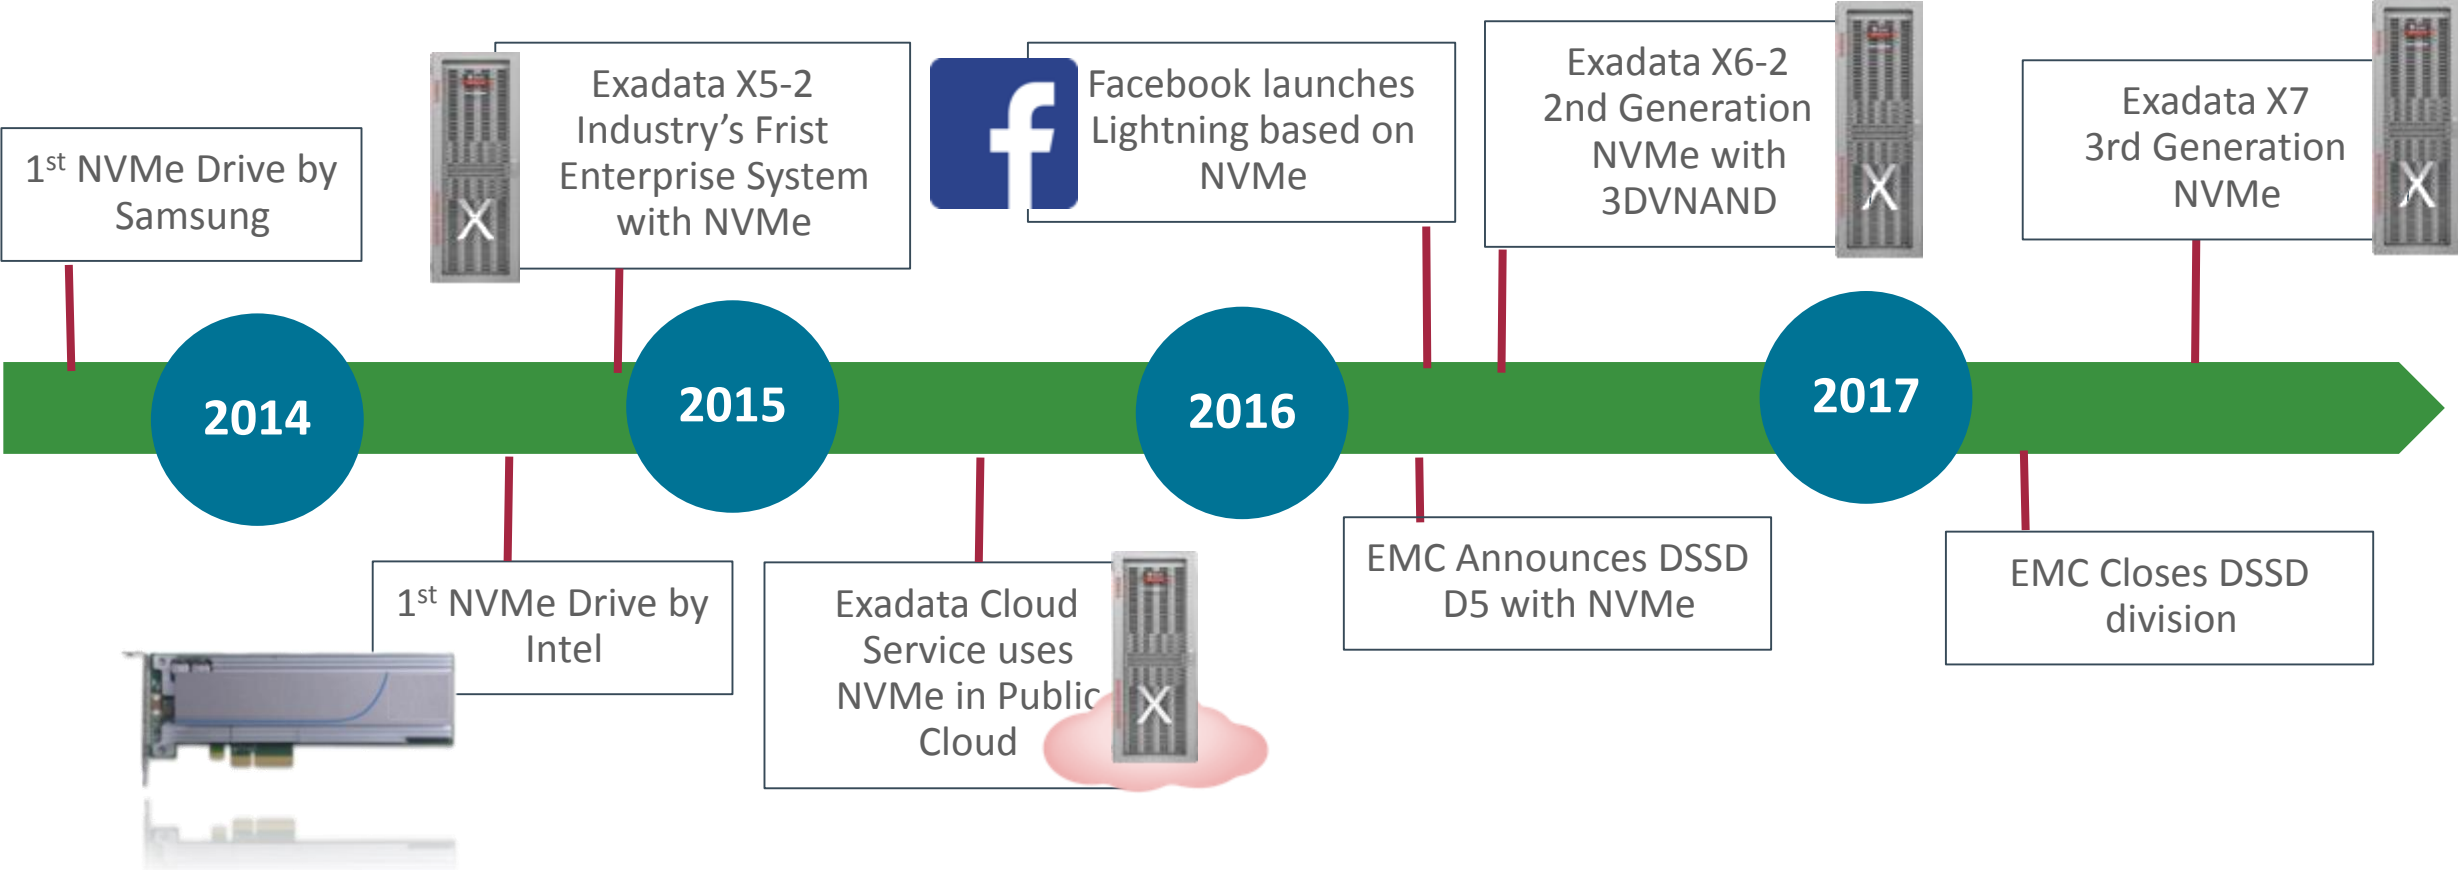 1st NVMe Drive by
Samsung
Exadata X5-2
Industry's Frist
Enterprise System
with NVMe
Facebook launches
Lightning based on
NVMe
Exadata X6-2
2nd Generation
NVMe with
3DVNAND
Exadata X7
3rd Generation
NVMe
2014
2015
2016
2017
1st NVMe Drive by
Intel
Exadata Cloud
Service uses
NVMe in Public
Cloud
EMC Announces DSSD
D5 with NVMe
EMC Closes DSSD
division
X
X
X
X